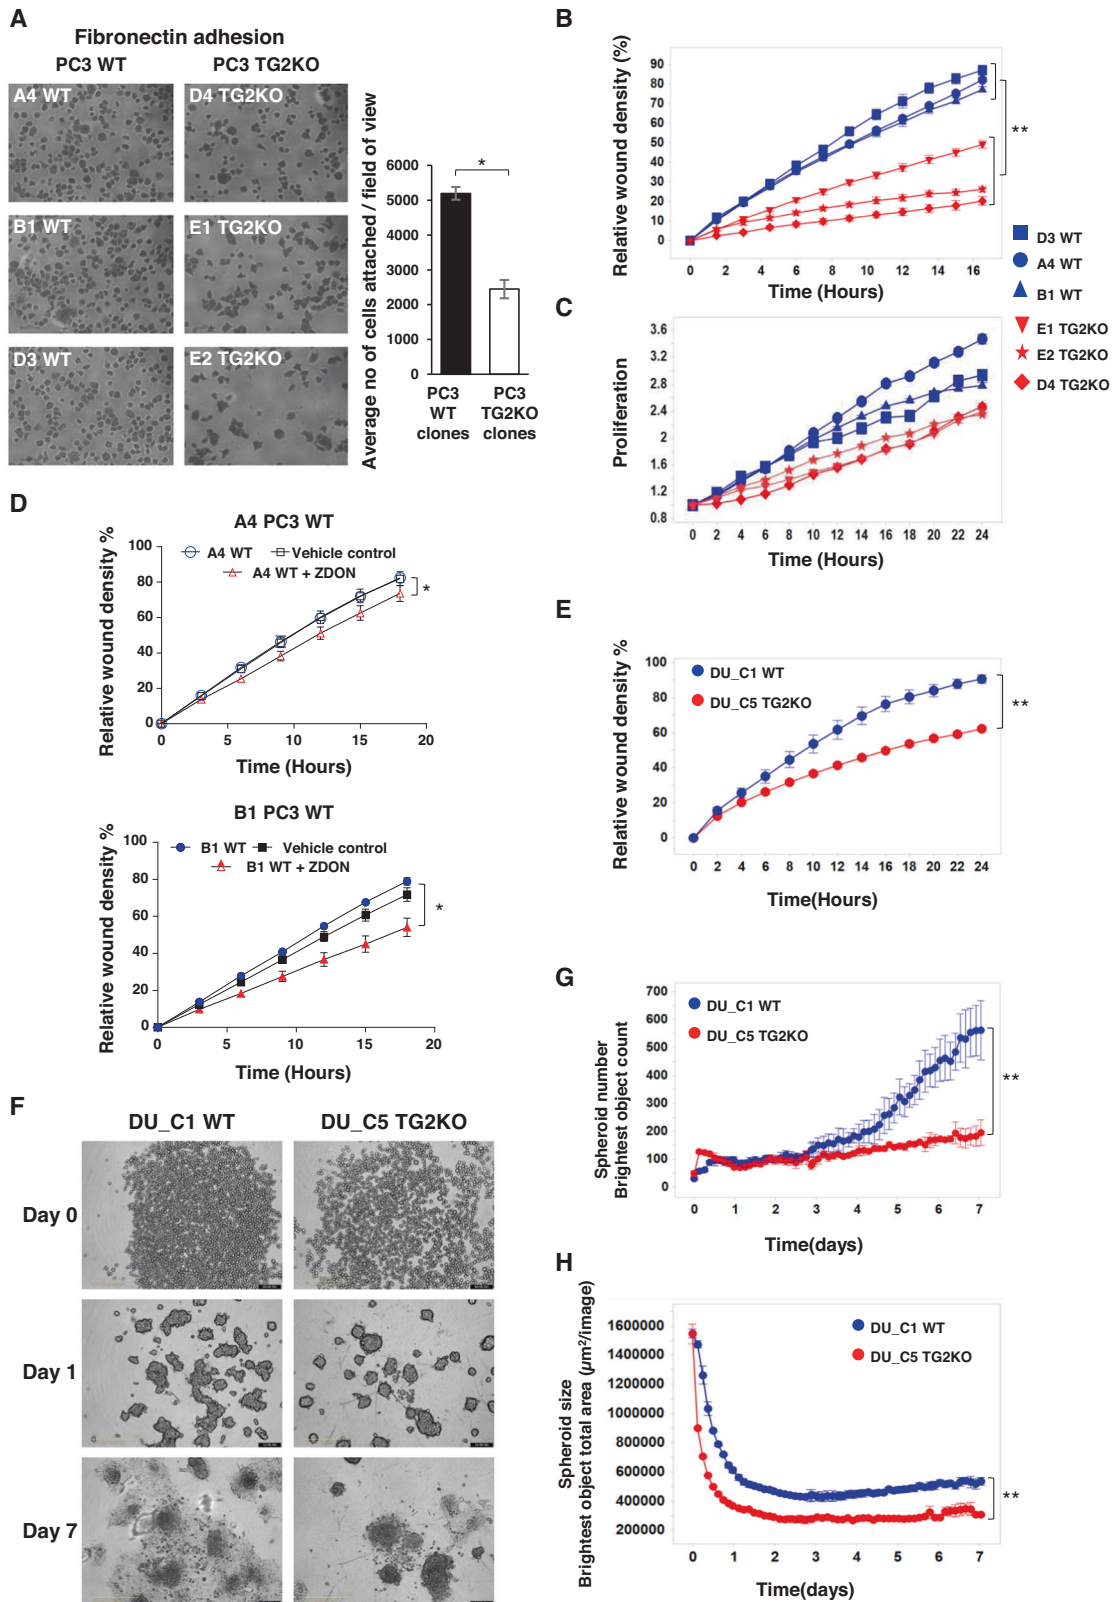 A
Fibronectin adhesion
PC3 WT PC3 TG2KO
A4 WT
D4 TG2KO
B1 WT
E1 TG2KO
D3 WT
E2 TG2KO
Average no of cells attached / field of view
6000
5000
4000
3000
2000
1000
0
*
PC3 WT clones
PC3 TG2KO clones
B
Relative wound density (%)
90
80
70
60
50
40
30
20
10
0
0 2 4 6 8 10 12 14 16
Time (Hours)
**
D3 WT
A4 WT
B1 WT
E1 TG2KO
E2 TG2KO
D4 TG2KO
C
Proliferation
3.6
3.2
2.8
2.4
2
1.6
1.2
0.8
0 2 4 6 8 10 12 14 16 18 20 22 24
Time (Hours)
D
A4 PC3 WT
Relative wound density %
100
80
60
40
20
0
A4 WT Vehicle control
A4 WT + ZDON
*
0 5 10 15 20
Time (Hours)
B1 PC3 WT
Relative wound density %
100
80
60
40
20
0
B1 WT Vehicle control
B1 WT + ZDON
*
0 5 10 15 20
Time (Hours)
E
Relative wound density %
100
80
60
40
20
0
DU_C1 WT
DU_C5 TG2KO
**
0 2 4 6 8 10 12 14 16 18 20 22 24
Time(Hours)
F
DU_C1 WT DU_C5 TG2KO
Day 0
Day 1
Day 7
G
Spheroid number
Brightest object count
700
600
500
400
300
200
100
0
DU_C1 WT
DU_C5 TG2KO
**
0 1 2 3 4 5 6 7
Time(days)
H
Spheroid size
Brightest object total area (µm²/image)
1600000
1400000
1200000
1000000
800000
600000
400000
200000
DU_C1 WT
DU_C5 TG2KO
**
0 1 2 3 4 5 6 7
Time(days)